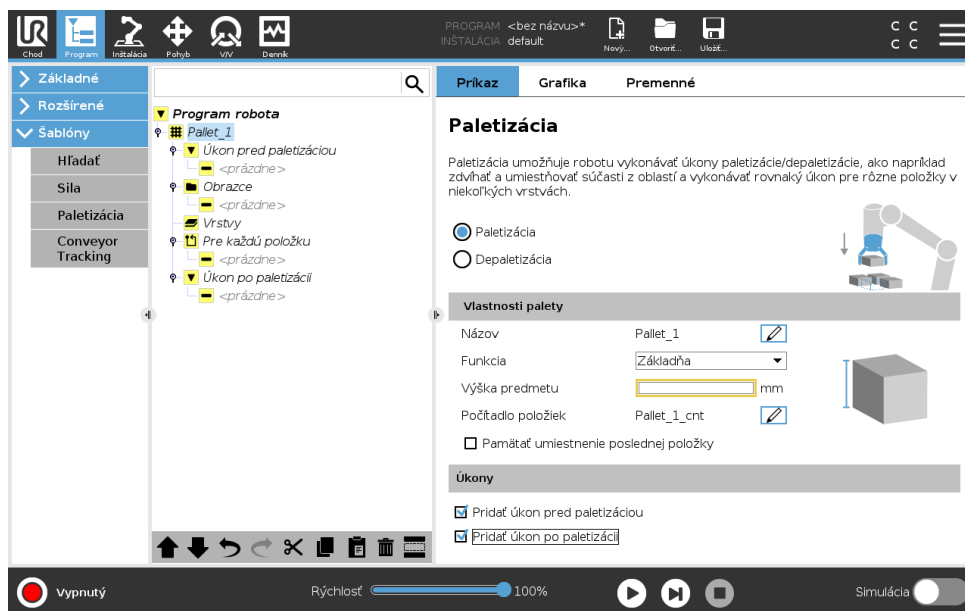 PROGRAM <bez názvu>*
INŠTALÁCIA default
Chod
Program
Inštalácia
Pohyb
V/V
Denník
Nový...
Otvoriť...
Uložiť...
C C
C C
Základné
Rozšírené
Šablóny
Hľadať
Sila
Paletizácia
Conveyor
Tracking
Program robota
Pallet_1
Úkon pred paletizáciou
<prázdne>
Obrazce
<prázdne>
Vrstvy
Pre každú položku
<prázdne>
Úkon po paletizácii
<prázdne>
Príkaz
Grafika
Premenné
Paletizácia
Paletizácia umožňuje robotu vykonávať úkony paletizácie/depaletizácie, ako napríklad
zdvíhať a umiestňovať súčasti z oblastí a vykonávať rovnaký úkon pre rôzne položky v
niekoľkých vrstvách.
Paletizácia
Depaletizácia
Vlastnosti palety
Názov Pallet_1
Funkcia Základňa
Výška predmetu mm
Počítadlo položiek Pallet_1_cnt
Pamätať umiestnenie poslednej položky
Úkony
Pridať úkon pred paletizáciou
Pridať úkon po paletizácii
Vypnutý
Rýchlosť 100%
Simulácia